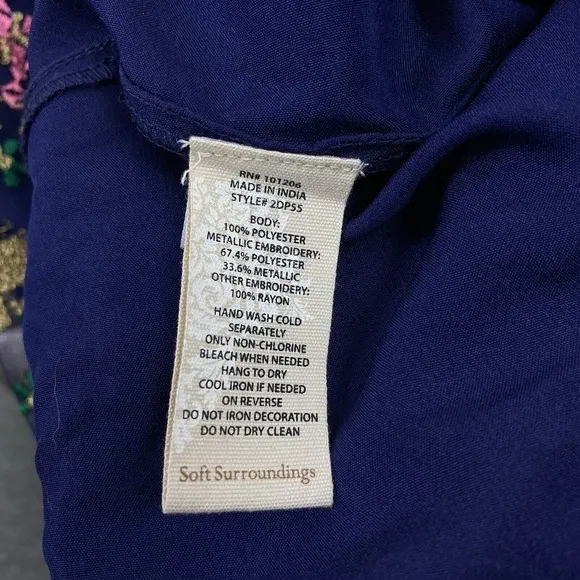 RN# 101206
MADE IN INDIA
STYLE# 2DP55
BODY:
100% POLYESTER
METALLIC EMBROIDERY:
67.4% POLYESTER
33.6% METALLIC
OTHER EMBROIDERY:
100% RAYON
HAND WASH COLD
SEPARATELY
ONLY NON-CHLORINE
BLEACH WHEN NEEDED
HANG TO DRY
COOL IRON IF NEEDED
ON REVERSE
DO NOT IRON DECORATION
DO NOT DRY CLEAN
Soft Surroundings